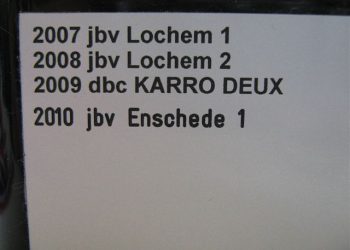 2007 jbv Lochem 1
2008 jbv Lochem 2
2009 dbc KARRO DEUX
2010 jbv Enschede 1